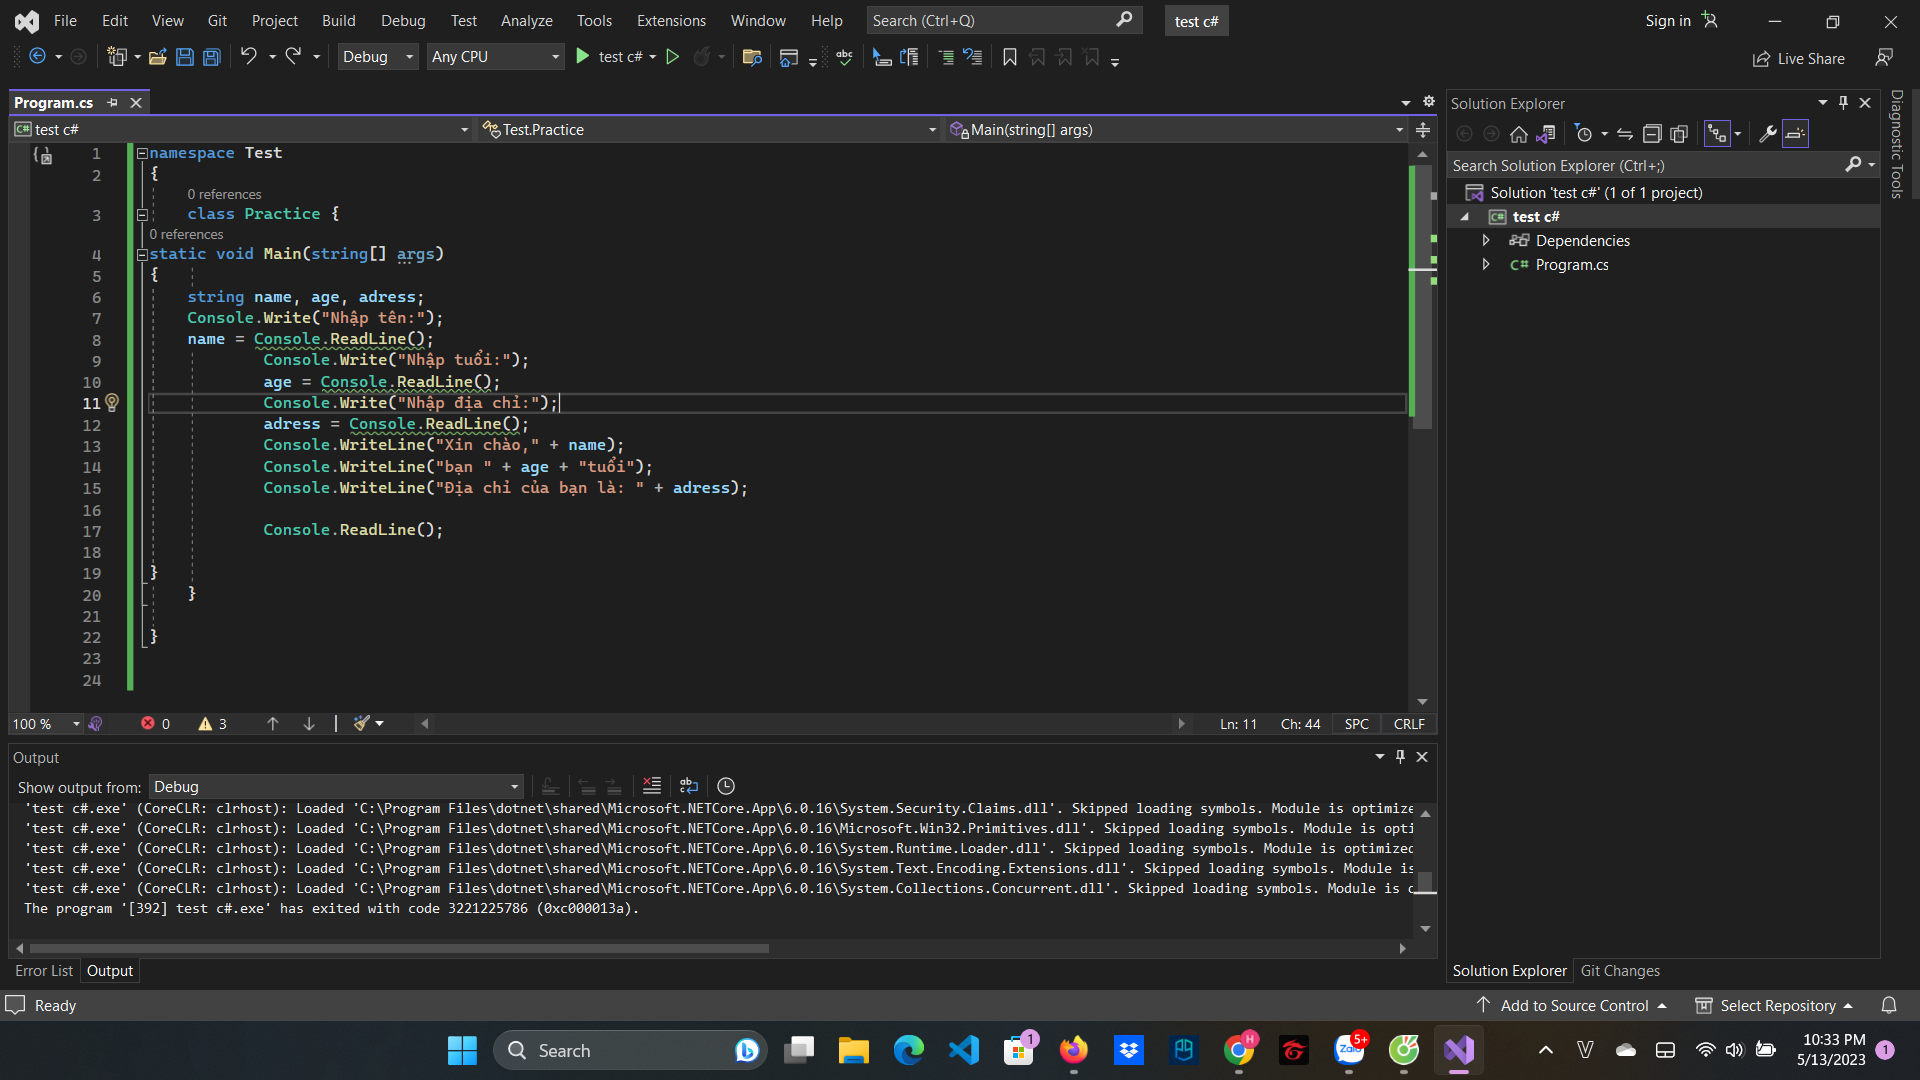 File Edit View Git Project Build Debug Test Analyze Tools Extensions Window Help Search (Ctrl+Q) test c# Sign in
Debug Any CPU test c# Live Share
Program.cs
test c# Test.Practice Main(string[] args)
1 namespace Test
2 {
0 references
3 class Practice {
0 references
4 static void Main(string[] args)
5 {
6 string name, age, adress;
7 Console.Write("Nhập tên:");
8 name = Console.ReadLine();
9 Console.Write("Nhập tuổi:");
10 age = Console.ReadLine();
11 Console.Write("Nhập địa chỉ:");
12 adress = Console.ReadLine();
13 Console.WriteLine("Xin chào," + name);
14 Console.WriteLine("bạn " + age + "tuổi");
15 Console.WriteLine("Địa chỉ của bạn là: " + adress);
16
17 Console.ReadLine();
18
19 }
20 }
21
22 }
23
24
100 % 0 3 Ln: 11 Ch: 44 SPC CRLF
Output
Show output from: Debug
'test c#.exe' (CoreCLR: clrhost): Loaded 'C:\Program Files\dotnet\shared\Microsoft.NETCore.App\6.0.16\System.Security.Claims.dll'. Skipped loading symbols. Module is optimize
'test c#.exe' (CoreCLR: clrhost): Loaded 'C:\Program Files\dotnet\shared\Microsoft.NETCore.App\6.0.16\Microsoft.Win32.Primitives.dll'. Skipped loading symbols. Module is opti
'test c#.exe' (CoreCLR: clrhost): Loaded 'C:\Program Files\dotnet\shared\Microsoft.NETCore.App\6.0.16\System.Runtime.Loader.dll'. Skipped loading symbols. Module is optimized
'test c#.exe' (CoreCLR: clrhost): Loaded 'C:\Program Files\dotnet\shared\Microsoft.NETCore.App\6.0.16\System.Text.Encoding.Extensions.dll'. Skipped loading symbols. Module is
'test c#.exe' (CoreCLR: clrhost): Loaded 'C:\Program Files\dotnet\shared\Microsoft.NETCore.App\6.0.16\System.Collections.Concurrent.dll'. Skipped loading symbols. Module is o
The program '[392] test c#.exe' has exited with code 3221225786 (0xc000013a).
Error List Output
Solution Explorer
Search Solution Explorer (Ctrl+;)
Solution 'test c#' (1 of 1 project)
test c#
Dependencies
C# Program.cs
Solution Explorer Git Changes
Diagnostic Tools
Ready Add to Source Control Select Repository
Search 1 H 5+ Zalo V 10:33 PM 1
5/13/2023